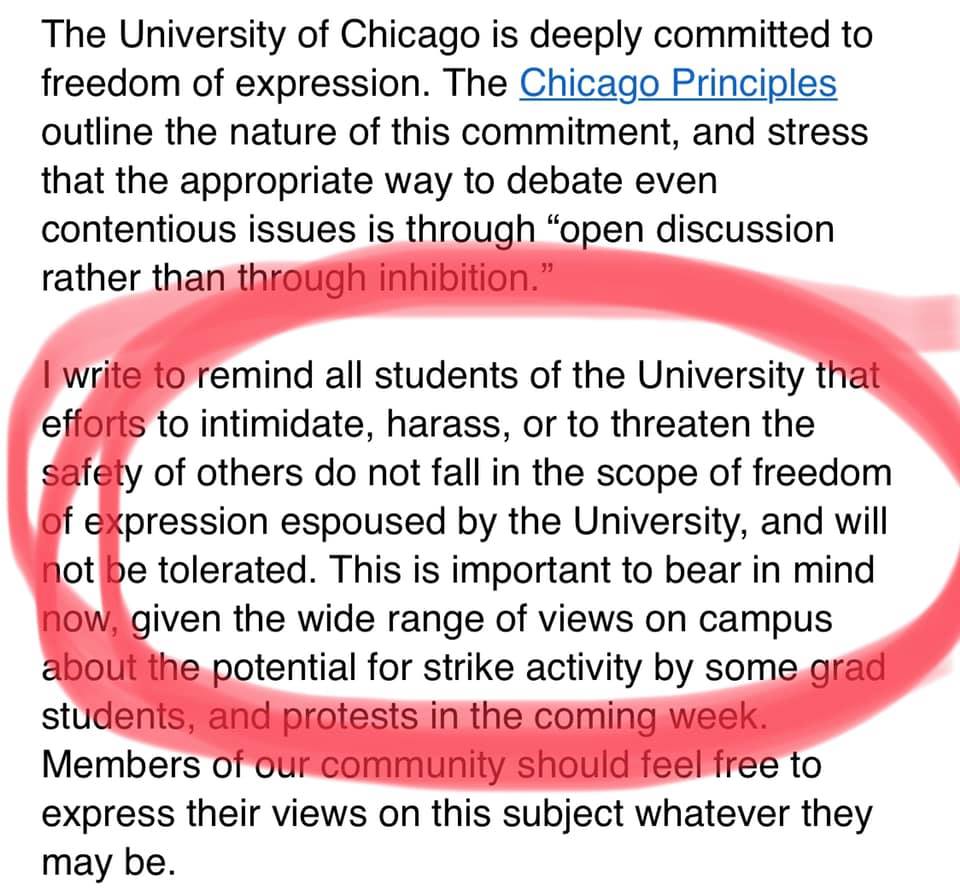 The University of Chicago is deeply committed to
freedom of expression. The Chicago Principles
outline the nature of this commitment, and stress
that the appropriate way to debate even
contentious issues is through “open discussion
rather than through inhibition.”
I write to remind all students of the University that
efforts to intimidate, harass, or to threaten the
safety of others do not fall in the scope of freedom
of expression espoused by the University, and will
not be tolerated. This is important to bear in mind
now, given the wide range of views on campus
about the potential for strike activity by some grad
students, and protests in the coming week.
Members of our community should feel free to
express their views on this subject whatever they
may be.